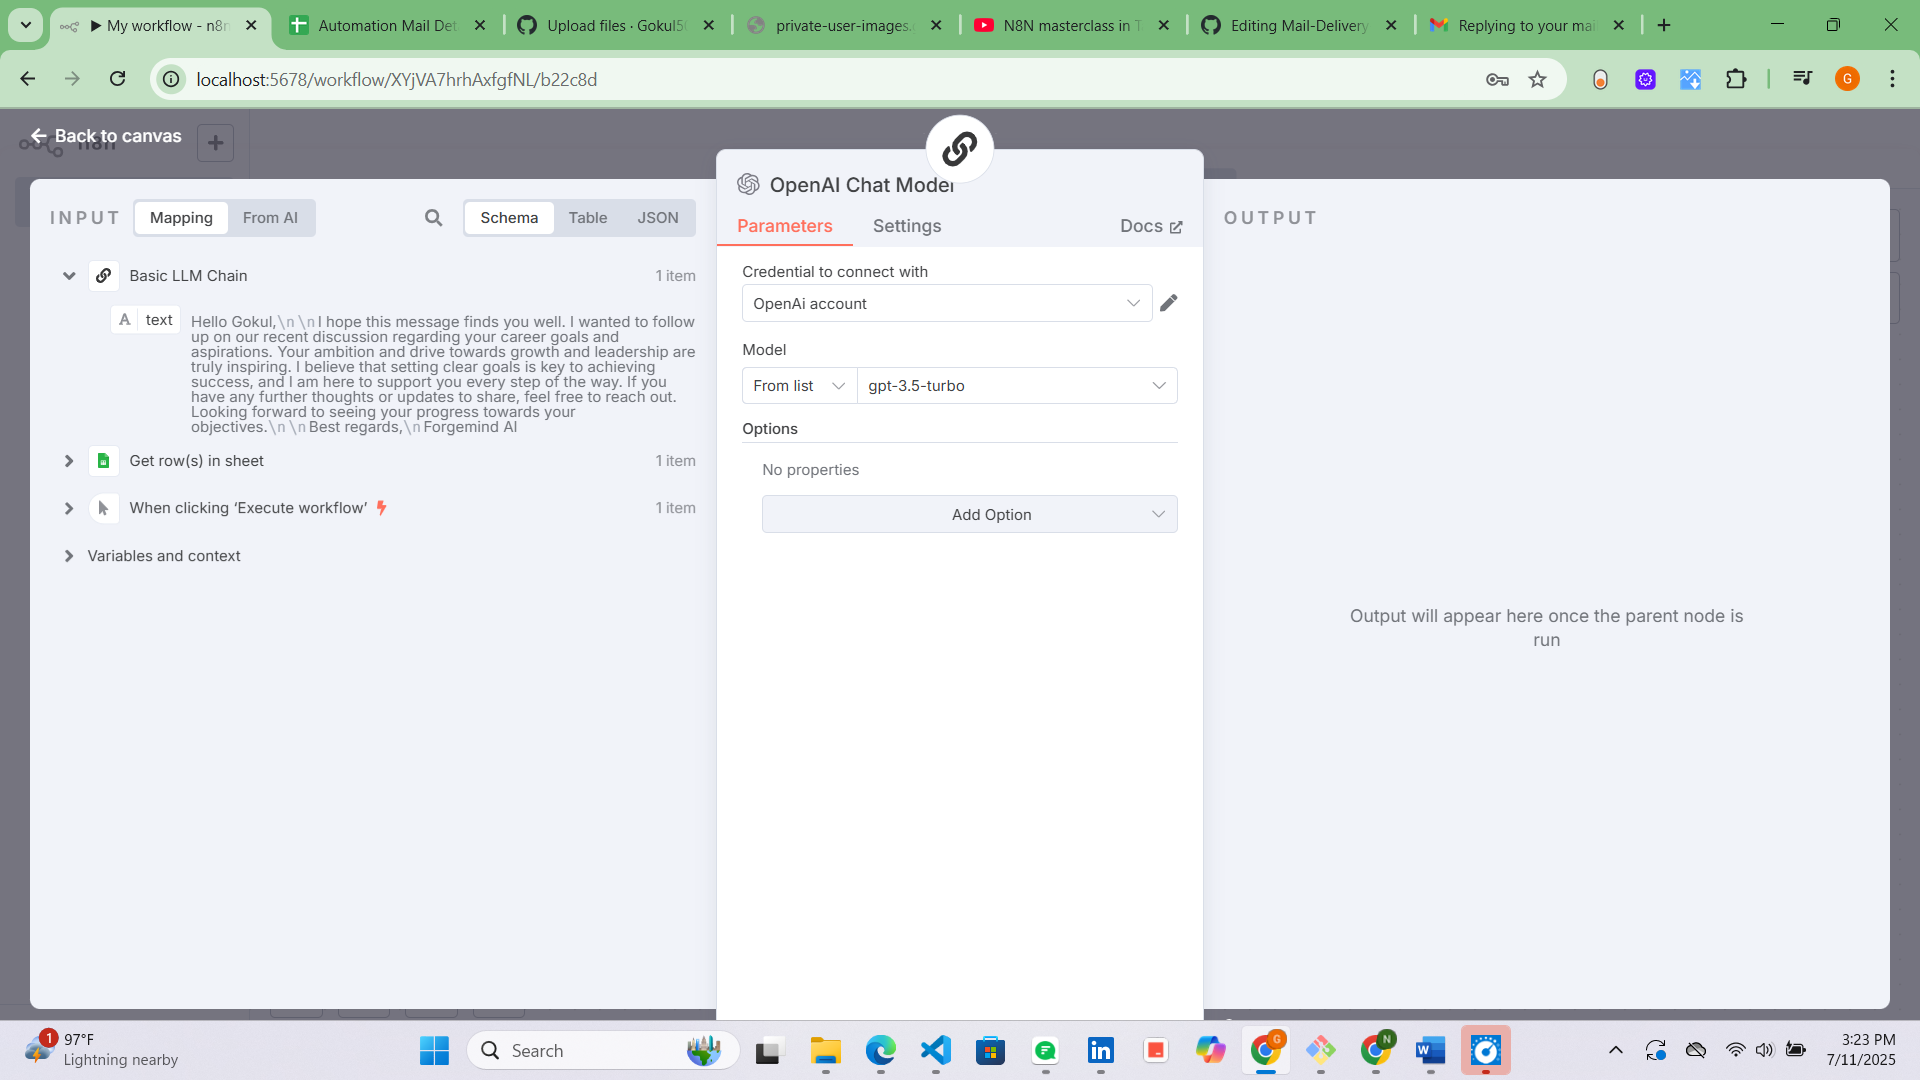 ▶ My workflow - n8n
Automation Mail Det
Upload files · Gokul5
private-user-images.
N8N masterclass in T
Editing Mail-Delivery
Replying to your mai
localhost:5678/workflow/XYjVA7hrhAxfgfNL/b22c8d
G
Back to canvas
n8n
INPUT
Mapping
From AI
Schema
Table
JSON
Basic LLM Chain
1 item
A text
Hello Gokul,\n\nI hope this message finds you well. I wanted to follow
up on our recent discussion regarding your career goals and
aspirations. Your ambition and drive towards growth and leadership are
truly inspiring. I believe that setting clear goals is key to achieving
success, and I am here to support you every step of the way. If you
have any further thoughts or updates to share, feel free to reach out.
Looking forward to seeing your progress towards your
objectives.\n\nBest regards,\nForgemind AI
Get row(s) in sheet
1 item
When clicking ‘Execute workflow’
1 item
Variables and context
OpenAI Chat Model
Parameters
Settings
Docs
Credential to connect with
OpenAi account
Model
From list
gpt-3.5-turbo
Options
No properties
Add Option
OUTPUT
Output will appear here once the parent node is
run
1
97°F
Lightning nearby
Search
G
N
3:23 PM
7/11/2025